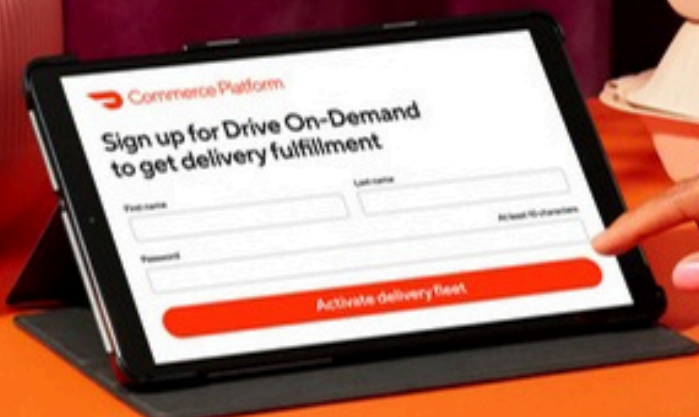 Commerce Platform
Sign up for Drive On-Demand
to get delivery fulfillment
First name
Last name
At least 10 characters
Password
Activate delivery fleet